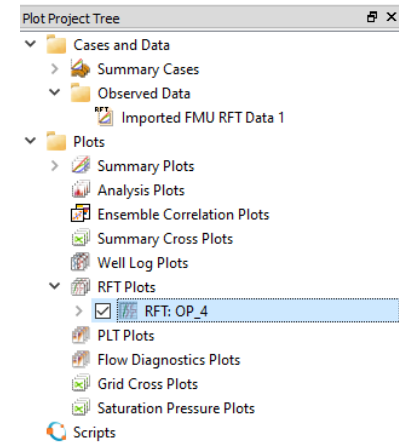 Plot Project Tree
Cases and Data
Summary Cases
Observed Data
RFT
Imported FMU RFT Data 1
Plots
Summary Plots
Analysis Plots
Ensemble Correlation Plots
Summary Cross Plots
Well Log Plots
RFT Plots
RFT: OP_4
PLT Plots
Flow Diagnostics Plots
Grid Cross Plots
Saturation Pressure Plots
Scripts